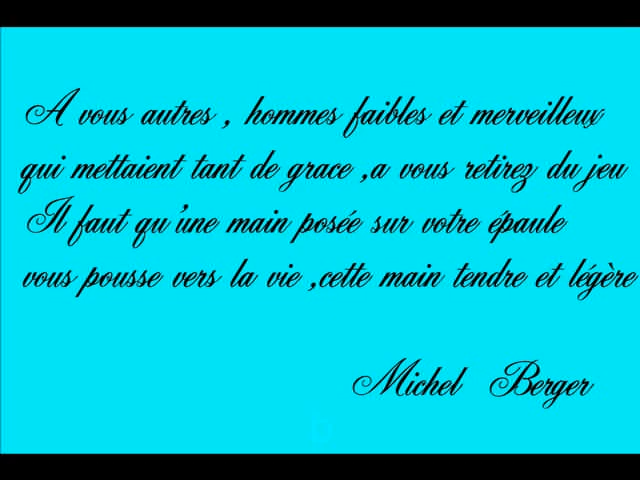 A vous autres , hommes faibles et merveilleux
qui mettaient tant de grace ,a vous retirez du jeu
Il faut qu'une main posée sur votre épaule
vous pousse vers la vie ,cette main tendre et légère
Michel Berger
b